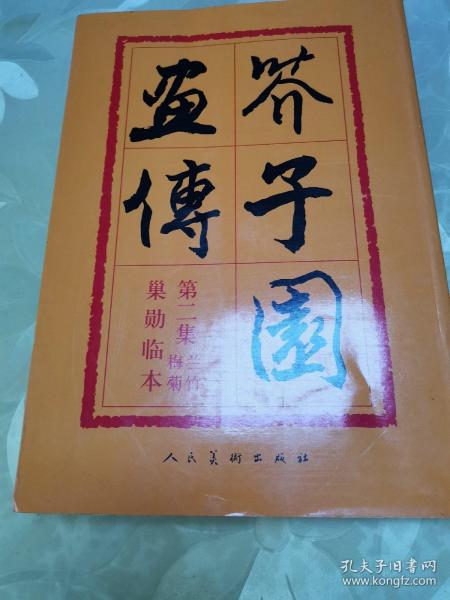 芥子園
畫傳
第二集
兰竹
梅菊
巢勋临本
人民美術出版社
孔夫子旧书网
www.kongfz.com